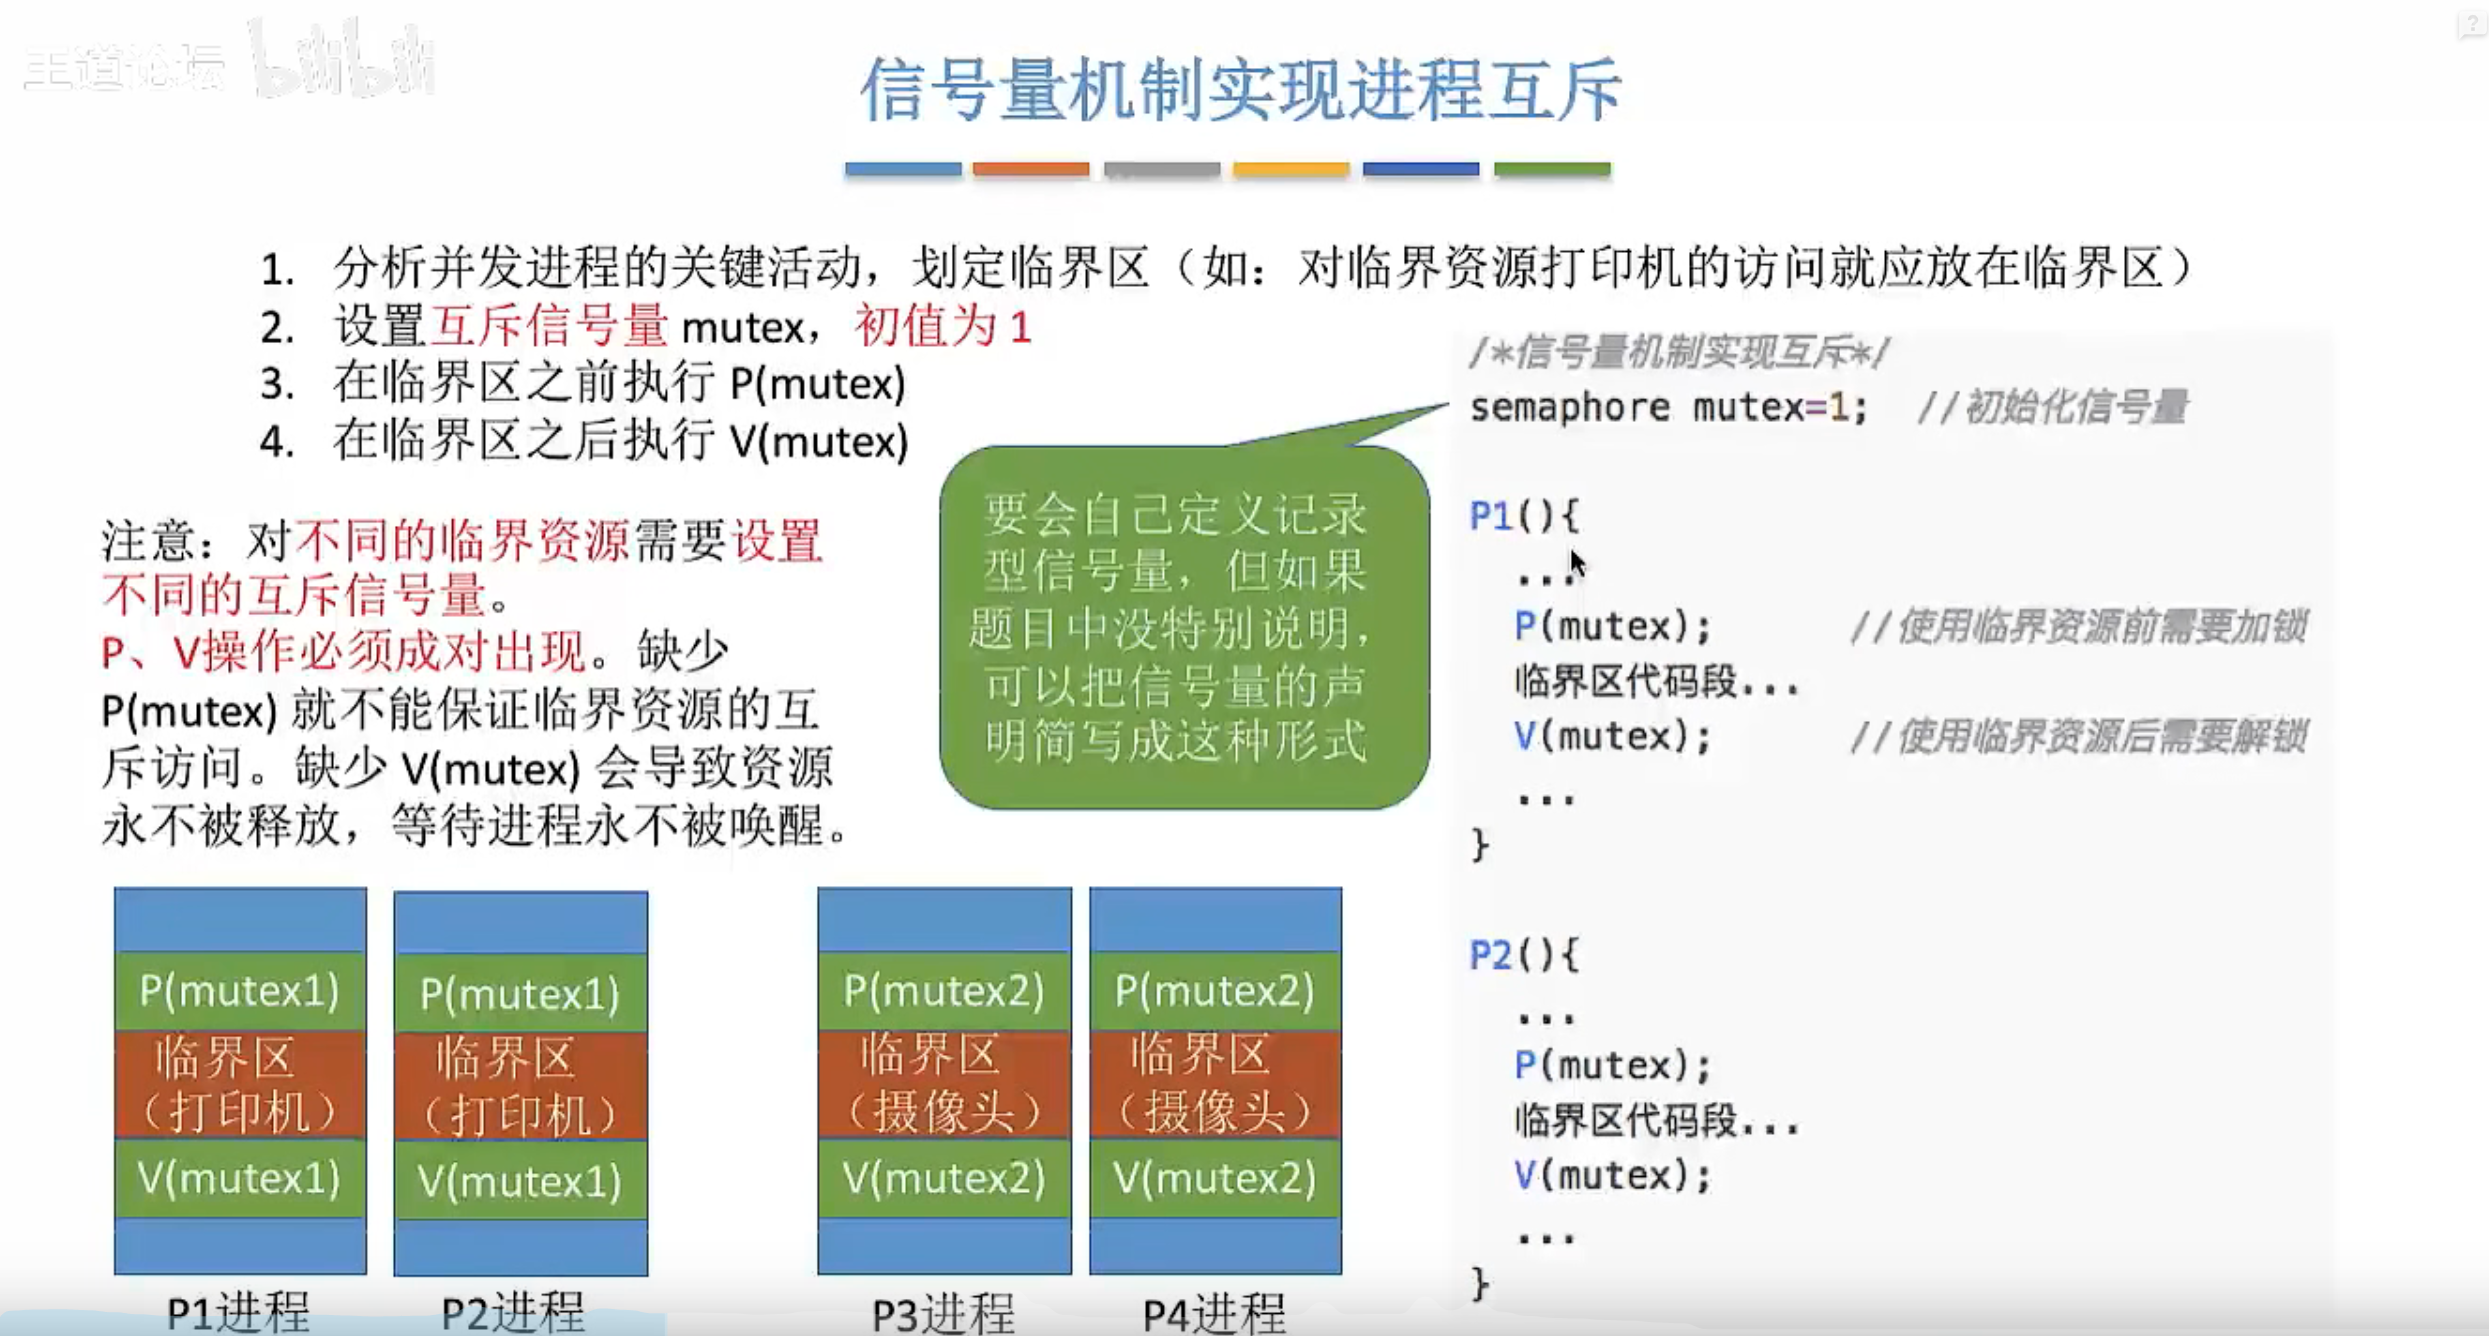 王道论坛 bilibili
信号量机制实现进程互斥
1. 分析并发进程的关键活动，划定临界区（如：对临界资源打印机的访问就应放在临界区）
2. 设置互斥信号量 mutex，初值为 1
3. 在临界区之前执行 P(mutex)
4. 在临界区之后执行 V(mutex)
注意：对不同的临界资源需要设置
不同的互斥信号量。
P、V操作必须成对出现。缺少
P(mutex) 就不能保证临界资源的互
斥访问。缺少 V(mutex) 会导致资源
永不被释放，等待进程永不被唤醒。
要会自己定义记录
型信号量，但如果
题目中没特别说明，
可以把信号量的声
明简写成这种形式
/*信号量机制实现互斥*/
semaphore mutex=1; //初始化信号量
P1(){
...
P(mutex); //使用临界资源前需要加锁
临界区代码段...
V(mutex); //使用临界资源后需要解锁
...
}
P2(){
...
P(mutex);
临界区代码段...
V(mutex);
...
}
P(mutex1)
临界区
（打印机）
V(mutex1)
P1进程
P(mutex1)
临界区
（打印机）
V(mutex1)
P2进程
P(mutex2)
临界区
（摄像头）
V(mutex2)
P3进程
P(mutex2)
临界区
（摄像头）
V(mutex2)
P4进程
?